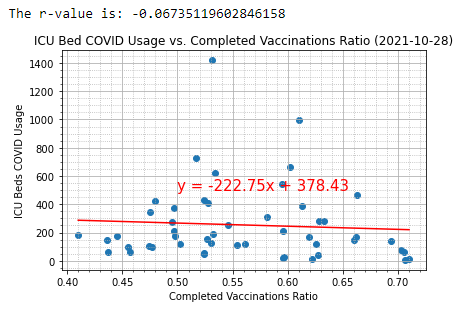 The r-value is: -0.06735119602846158
ICU Bed COVID Usage vs. Completed Vaccinations Ratio (2021-10-28)
1400
1200
1000
800
600
400
200
0
ICU Beds COVID Usage
y = -222.75x + 378.43
0.40 0.45 0.50 0.55 0.60 0.65 0.70
Completed Vaccinations Ratio